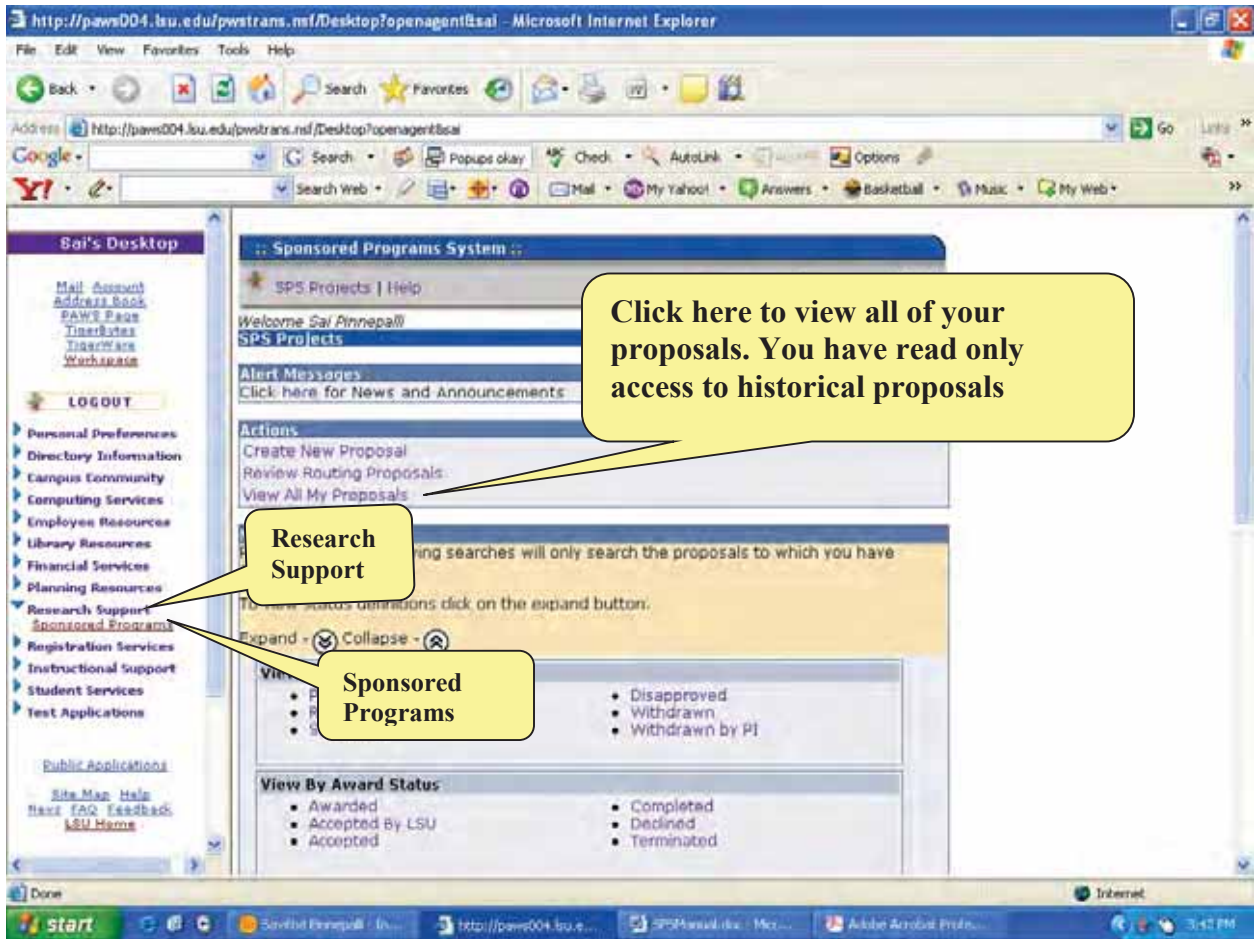 http://paws004.lsu.edu/pwstrans.nsf/Desktop?openagent&sai - Microsoft Internet Explorer
File Edit View Favorites Tools Help
Back Search Favorites
Address http://paws004.lsu.edu/pwstrans.nsf/Desktop?openagent&sai Go Links »
Google Search Popups okay Check AutoLink Options
Y! Search Web Mail My Yahoo! Answers Basketball Music My Web »
Sai's Desktop
Mail Account
Address Book
PAWS Page
TigerBytes
TigerWare
Workspace
LOGOUT
Personal Preferences
Directory Information
Campus Community
Computing Services
Employee Resources
Library Resources
Financial Services
Planning Resources
Research Support
Sponsored Programs
Registration Services
Instructional Support
Student Services
Test Applications
Public Applications
Site Map Help
FAQ Feedback
LSU Home
:: Sponsored Programs System ::
SPS Projects | Help
Welcome Sai Pinnepalli
SPS Projects
Alert Messages
Click here for News and Announcements
Actions
Create New Proposal
Review Routing Proposals
View All My Proposals
Click here to view all of your
proposals. You have read only
access to historical proposals
Research
Support
Sponsored
Programs
searches will only search the proposals to which you have
click on the expand button.
Expand - Collapse -
• Disapproved
• Withdrawn
• Withdrawn by PI
View By Award Status
• Awarded
• Accepted By LSU
• Accepted
• Completed
• Declined
• Terminated
Done Internet
start http://paws004.lsu.e... SPSManual.doc - Micr... Adobe Acrobat Profe... 3:45 PM